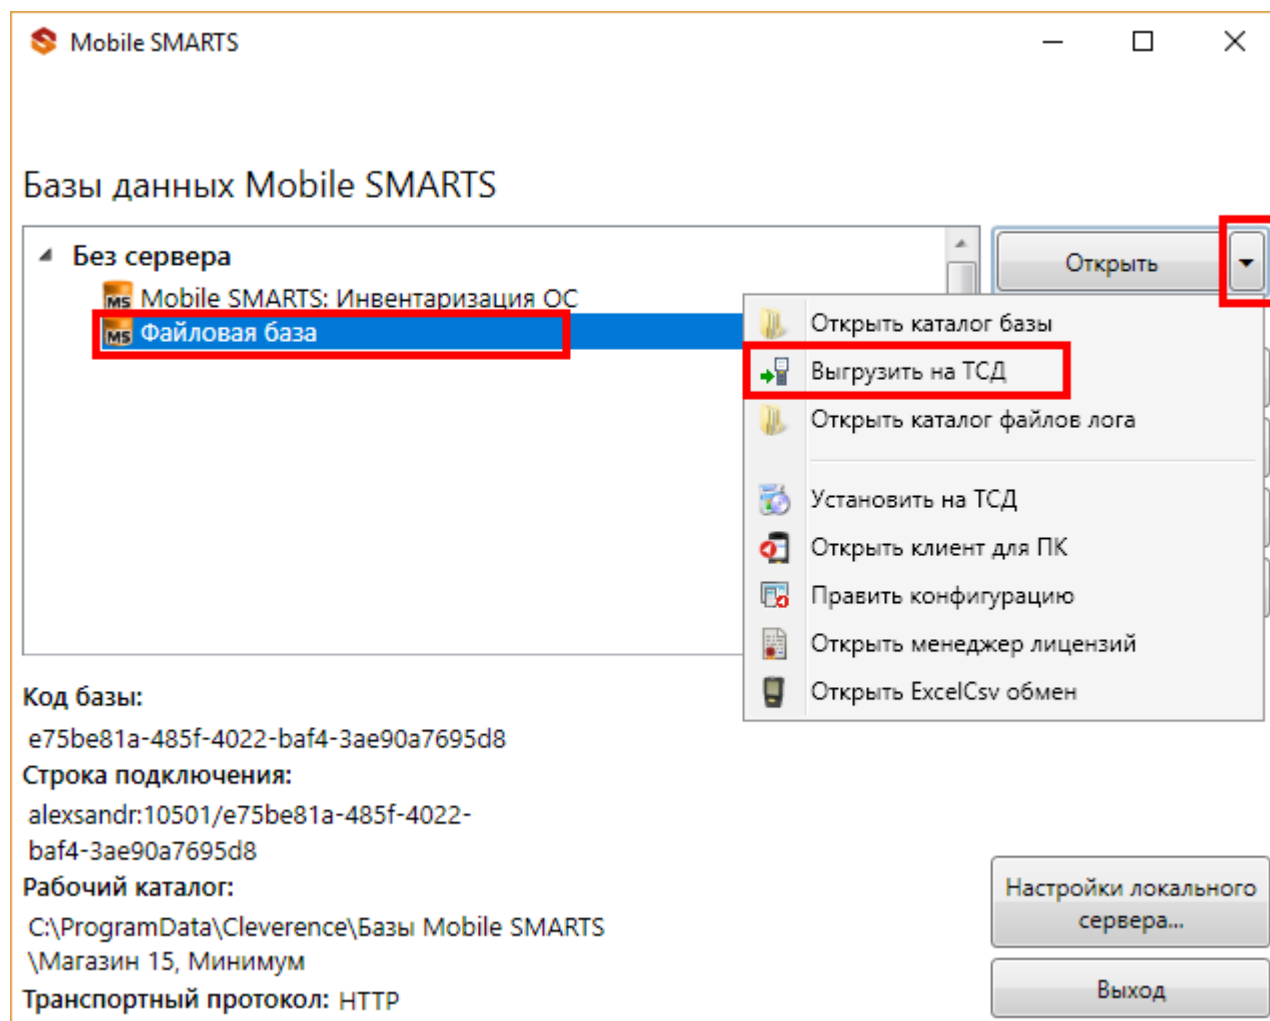 Mobile SMARTS
Базы данных Mobile SMARTS
Без сервера
MS Mobile SMARTS: Инвентаризация ОС
MS Файловая база
Открыть
Открыть каталог базы
Выгрузить на ТСД
Открыть каталог файлов лога
Установить на ТСД
Открыть клиент для ПК
Править конфигурацию
Открыть менеджер лицензий
Открыть ExcelCsv обмен
Код базы:
e75be81a-485f-4022-baf4-3ae90a7695d8
Строка подключения:
alexsandr:10501/e75be81a-485f-4022-
baf4-3ae90a7695d8
Рабочий каталог:
C:\ProgramData\Cleverence\Базы Mobile SMARTS
\Магазин 15, Минимум
Транспортный протокол: HTTP
Настройки локального
сервера...
Выход